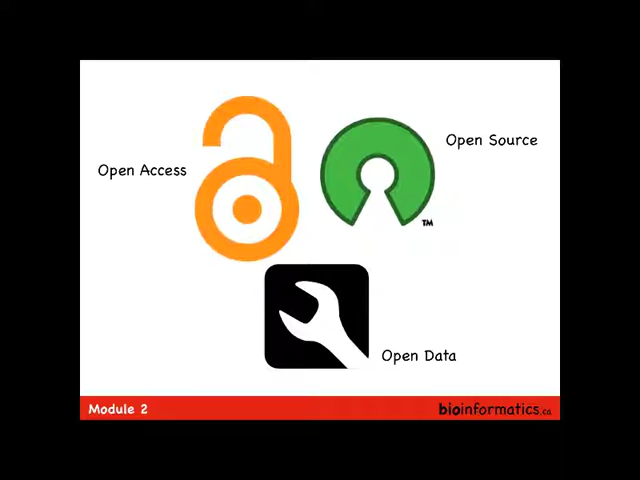 Open Source
Open Access
TM
Open Data
Module 2
bioinformatics.ca